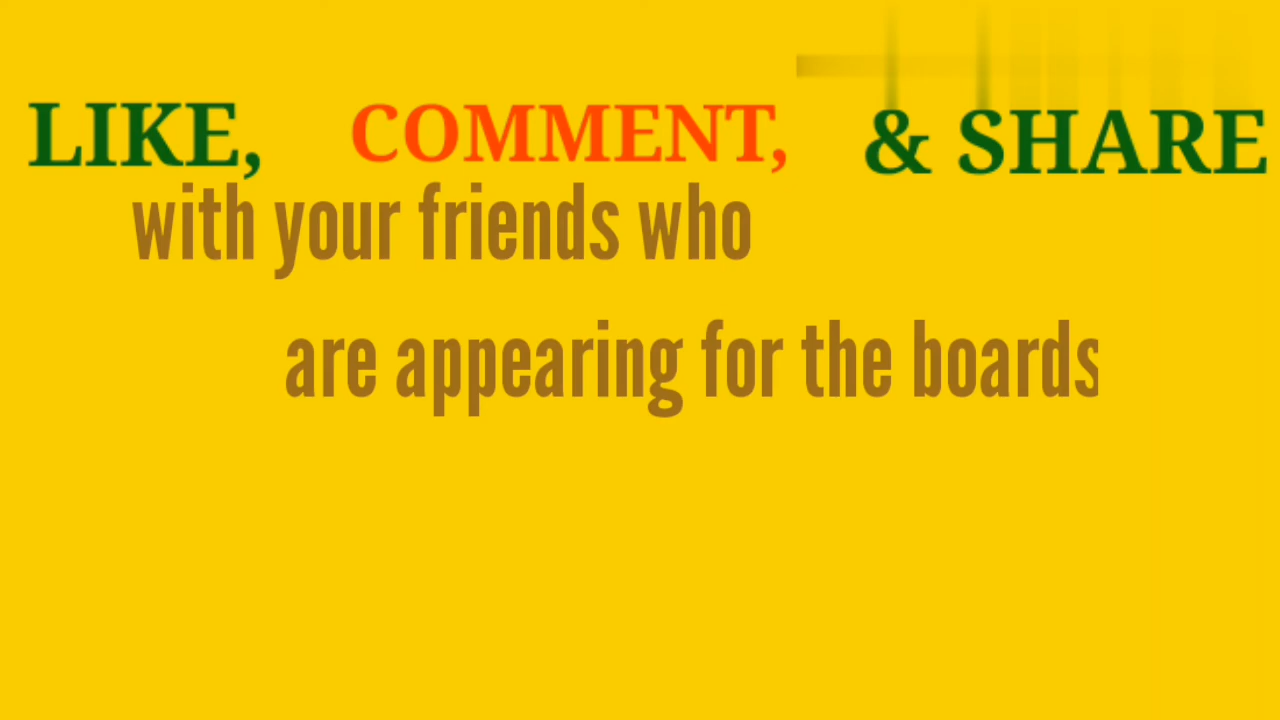 LIKE, COMMENT, & SHARE
with your friends who
are appearing for the boards